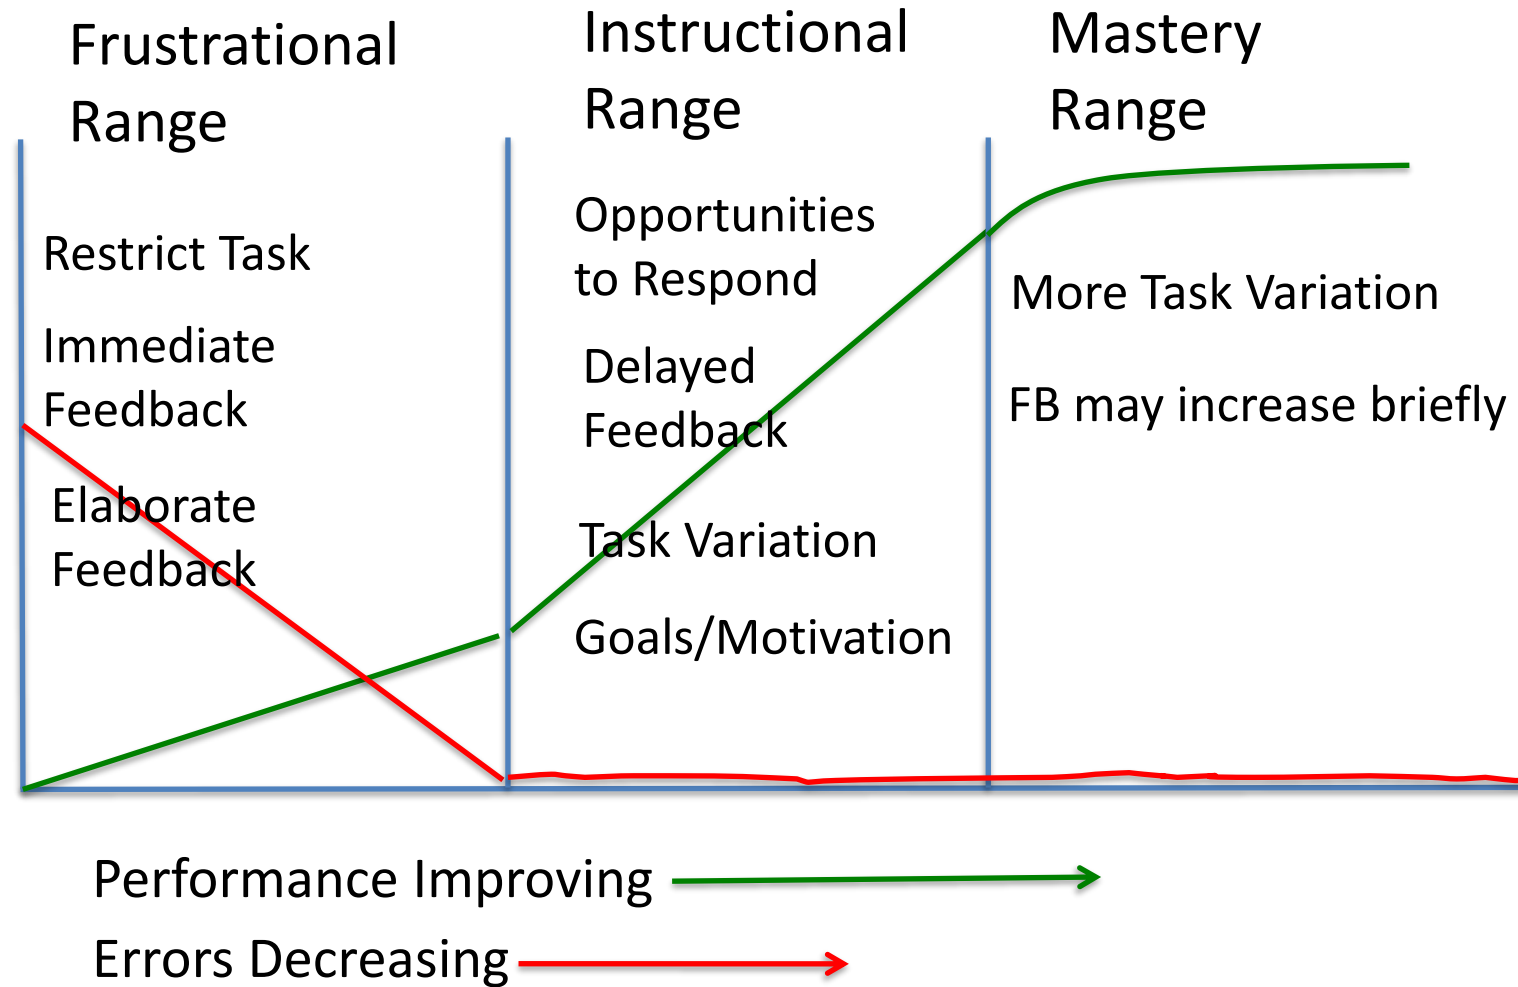 Frustrational
Range
Instructional
Range
Mastery
Range
Restrict Task
Immediate
Feedback
Elaborate
Feedback
Opportunities
to Respond
Delayed
Feedback
Task Variation
Goals/Motivation
More Task Variation
FB may increase briefly
Performance Improving
Errors Decreasing